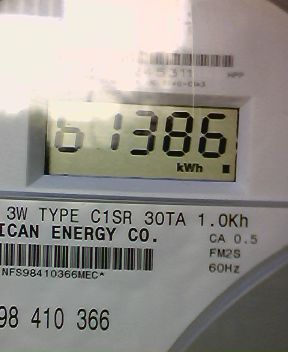 61386
kWh
3W TYPE C1SR 30TA 1.0Kh
ICAN ENERGY CO.
CA 0.5
FM2S
60Hz
NFS98410366MEC*
98 410 366